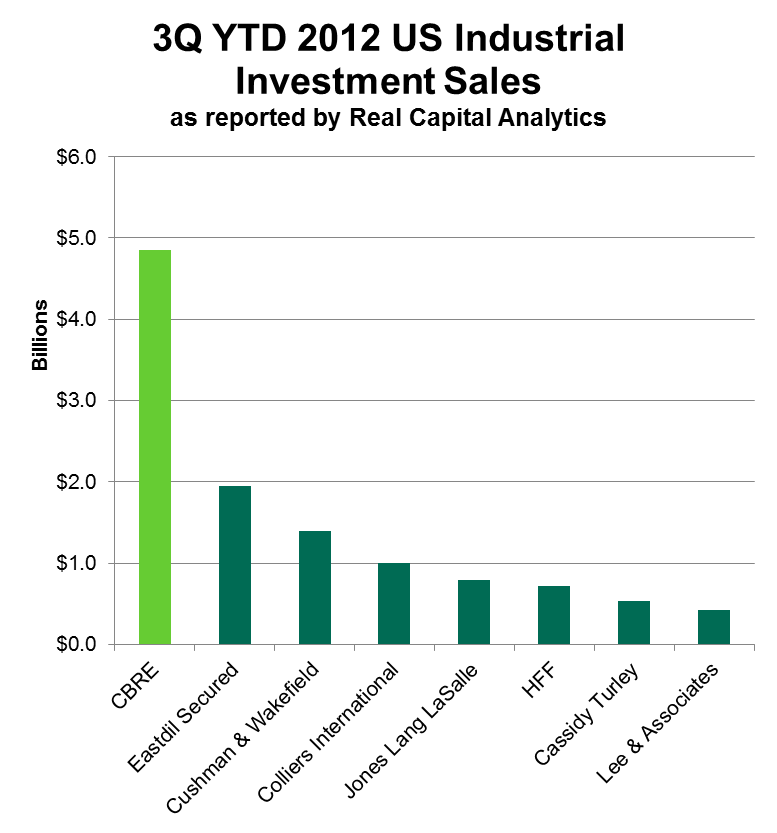 3Q YTD 2012 US Industrial
Investment Sales
as reported by Real Capital Analytics
$6.0
$5.0
$4.0
$3.0
$2.0
$1.0
$0.0
Billions
CBRE
Eastdil Secured
Cushman & Wakefield
Colliers International
Jones Lang LaSalle
HFF
Cassidy Turley
Lee & Associates